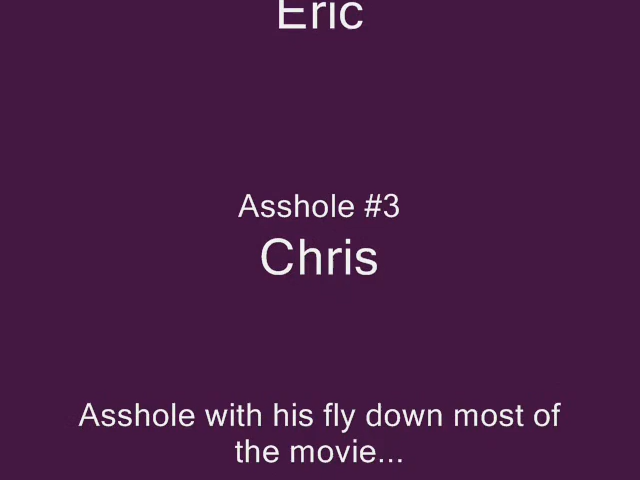 Eric
Asshole #3
Chris
Asshole with his fly down most of
the movie...